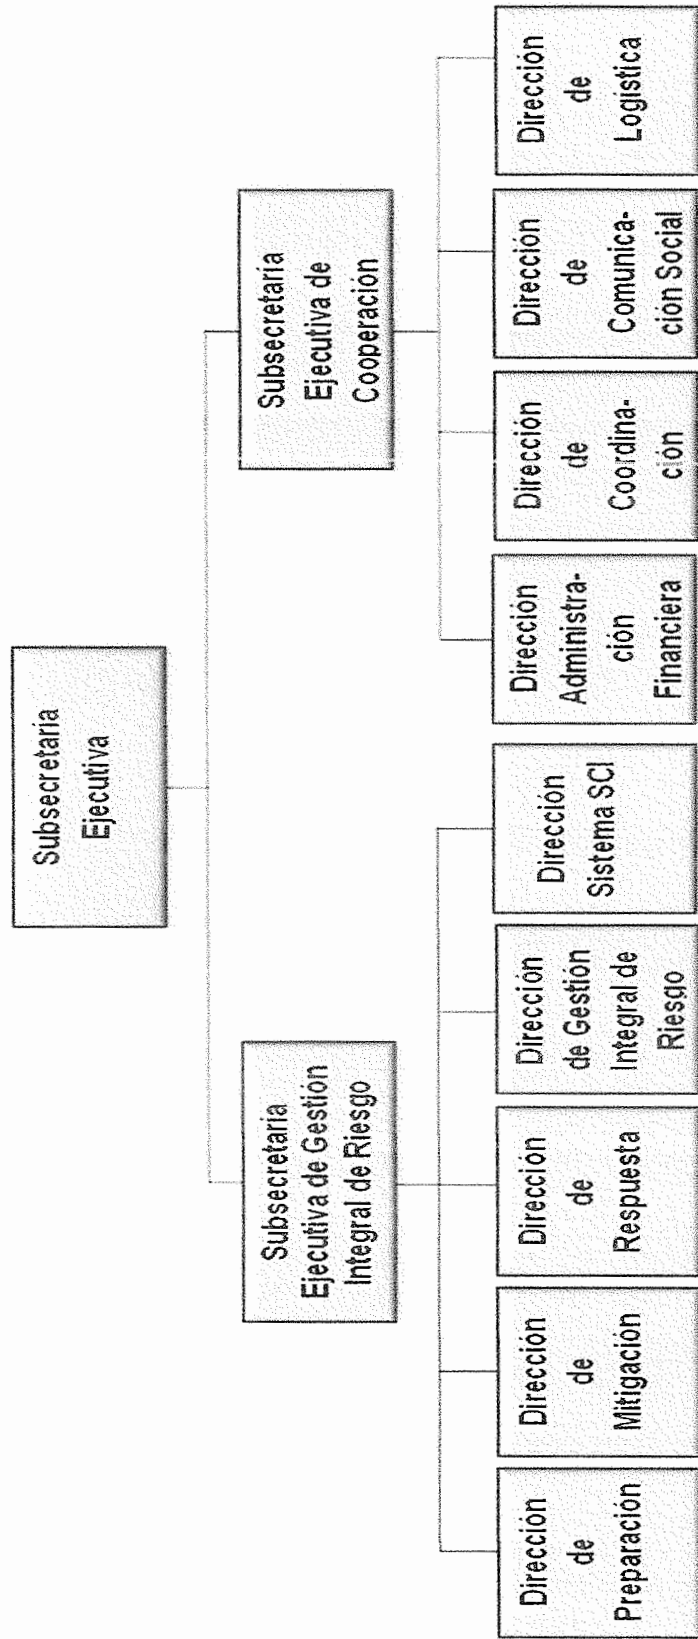 Subsecretaría
Ejecutiva
Subsecretaria
Ejecutiva de Gestión
Integral de Riesgo
Subsecretaría
Ejecutiva de
Cooperación
Dirección
de
Preparación
Dirección
de
Mitigación
Dirección
de
Respuesta
Dirección
de Gestión
Integral de
Riesgo
Dirección
Sistema SCI
Dirección
Administra-
ción
Financiera
Dirección
de
Coordina-
ción
Dirección
de
Comunica-
ción Social
Dirección
de
Logística